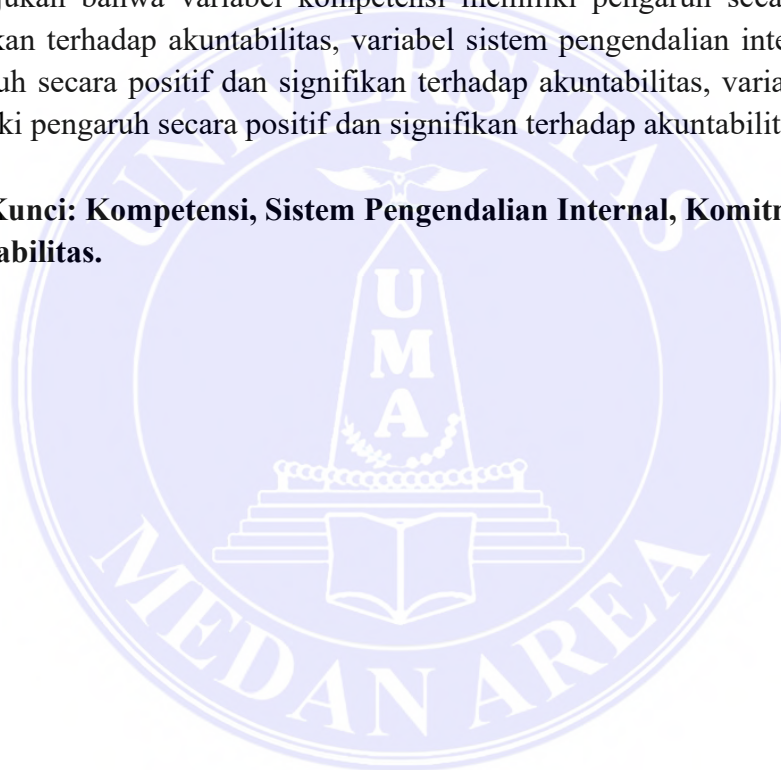 jukan bahwa variabel kompetensi memiliki pengaruh seca
kan terhadap akuntabilitas, variabel sistem pengendalian inte
uh secara positif dan signifikan terhadap akuntabilitas, varia
ki pengaruh secara positif dan signifikan terhadap akuntabilit
Kunci: Kompetensi, Sistem Pengendalian Internal, Komitr
abilitas.
UNIVERSITAS
U
M
A
MEDAN AREA